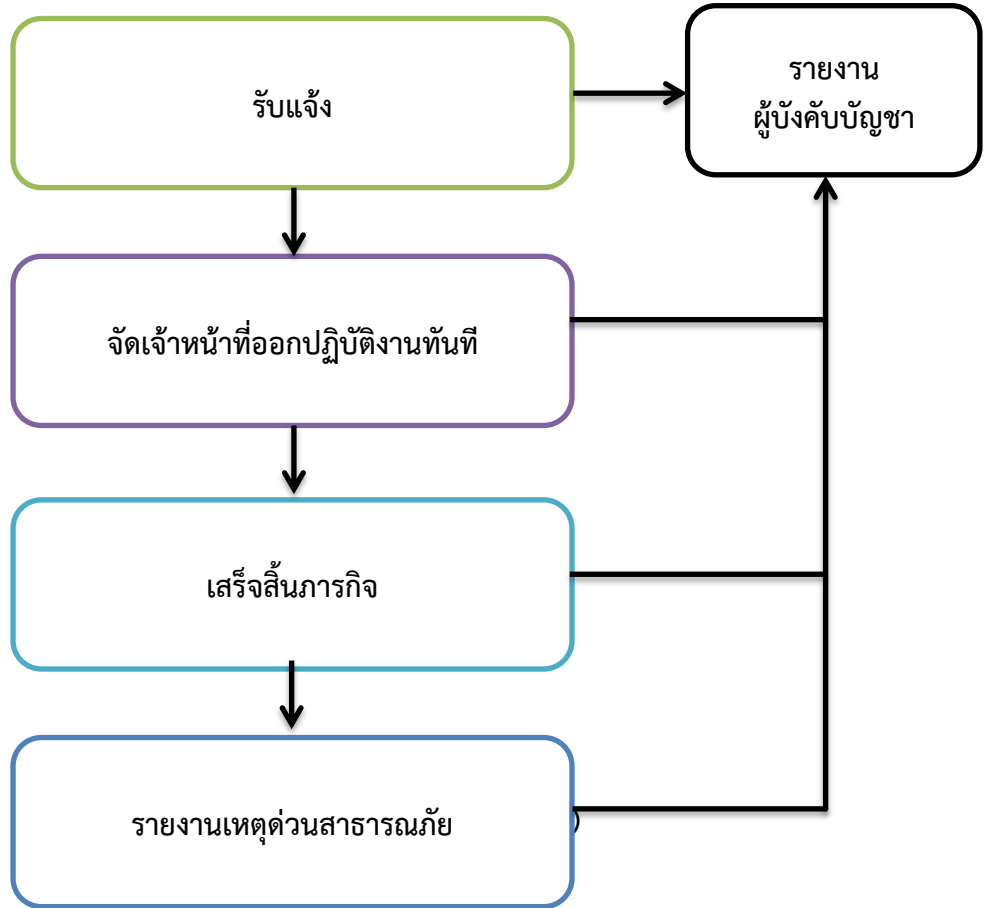 รับแจ้ง
รายงาน
ผู้บังคับบัญชา
จัดเจ้าหน้าที่ออกปฏิบัติงานทันที
เสร็จสิ้นภารกิจ
รายงานเหตุด่วนสาธารณภัย
)